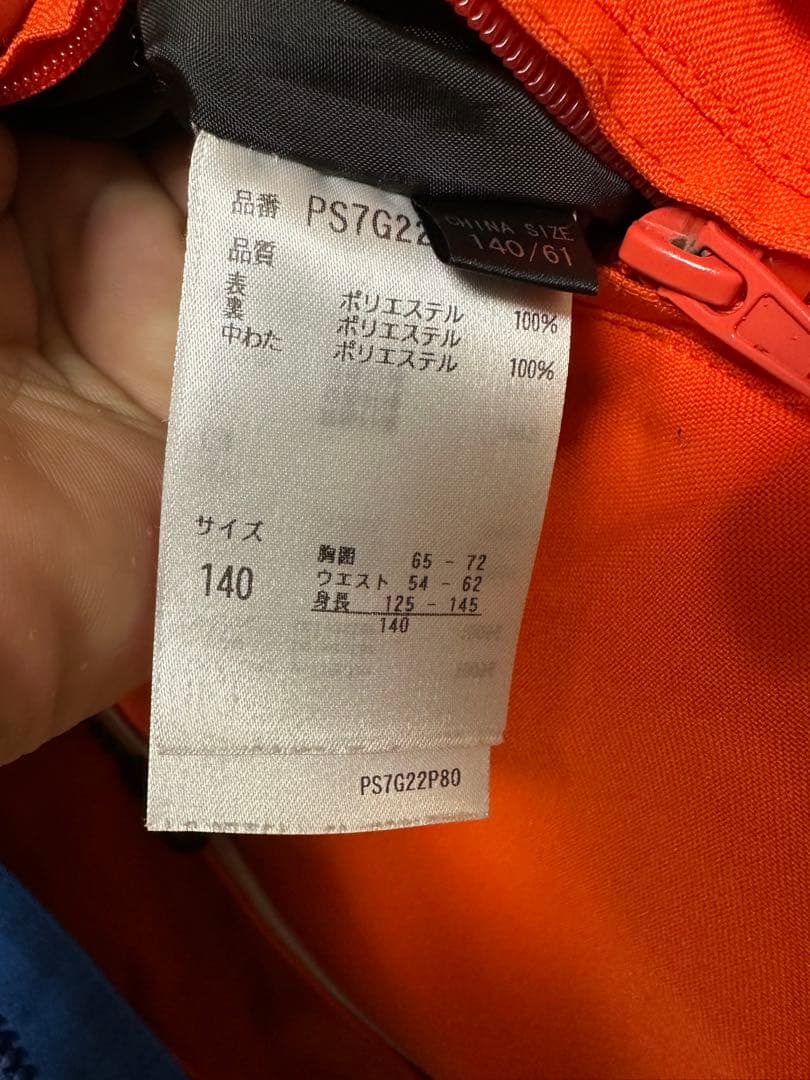 品番 PS7G22
CHINA SIZE
140/61
品質
表 ポリエステル 100%
裏 ポリエステル
中わた ポリエステル 100%
サイズ
140
胸囲 65 - 72
ウエスト 54 - 62
身長 125 - 145
140
PS7G22P80